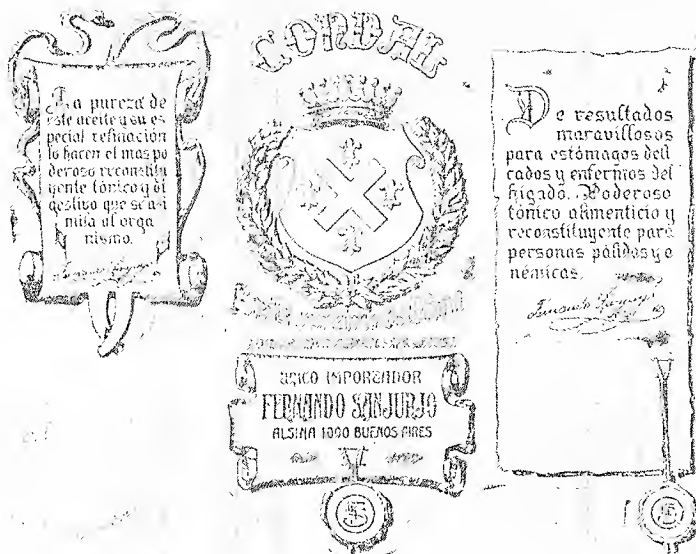 La pureza de
este aceite y su es
pecial refinación
lo hacen el mas po
deroso reconstitu
yente tónico y di
gestivo que se asi
mila al orga
nismo.
CONDAL
UNICO IMPORTADOR
FERNANDO SANJURJO
ALSINA 1000 BUENOS AIRES
De resultados
maravillosos
para estómagos deli
cados y enfermos del
hígado. Poderoso
tónico alimenticio y
reconstituyente para
personas pálidas y a
némicas.